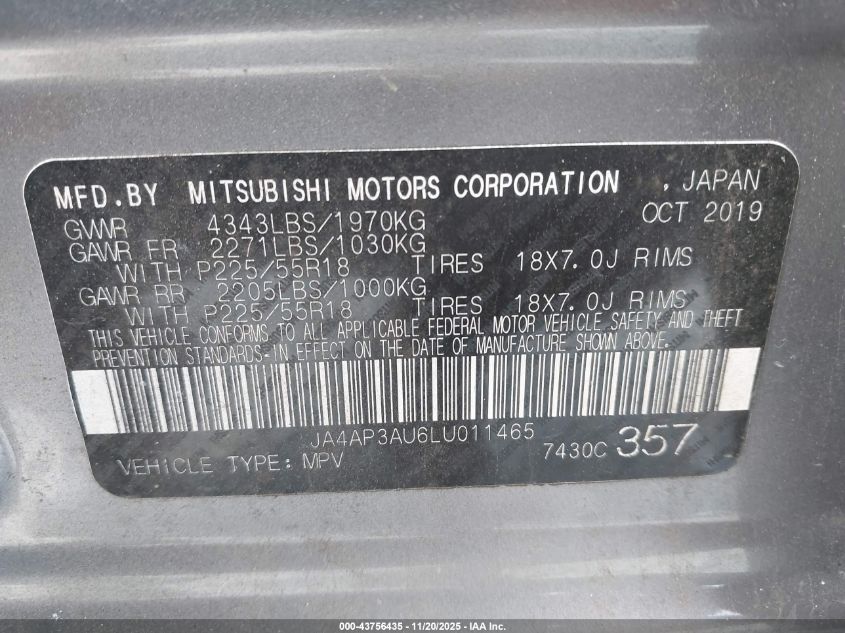 MFD.BY MITSUBISHI MOTORS CORPORATION , JAPAN
GVWR 4343LBS/1970KG OCT 2019
GAWR FR 2271LBS/1030KG
WITH P225/55R18 TIRES 18X7.0J RIMS
GAWR RR 2205LBS/1000KG
WITH P225/55R18 TIRES 18X7.0J RIMS
THIS VEHICLE CONFORMS TO ALL APPLICABLE FEDERAL MOTOR VEHICLE SAFETY AND THEFT
PREVENTION STANDARDS-IN EFFECT ON THE DATE OF MANUFACTURE SHOWN ABOVE.
JA4AP3AU6LU011465
VEHICLE TYPE: MPV 7430C 357
000-43756435 - 11/20/2025 - IAA Inc.